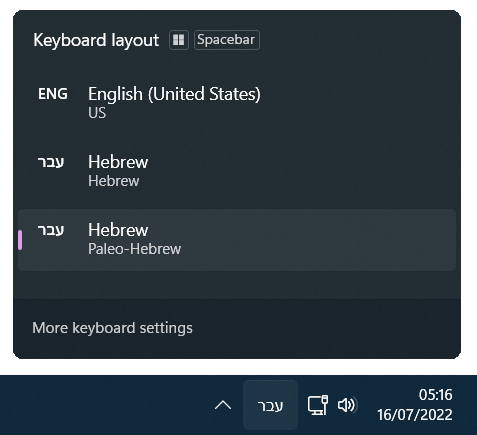 Keyboard layout Spacebar
ENG English (United States)
US
עבר Hebrew
Hebrew
עבר Hebrew
Paleo-Hebrew
More keyboard settings
עבר 05:16
16/07/2022